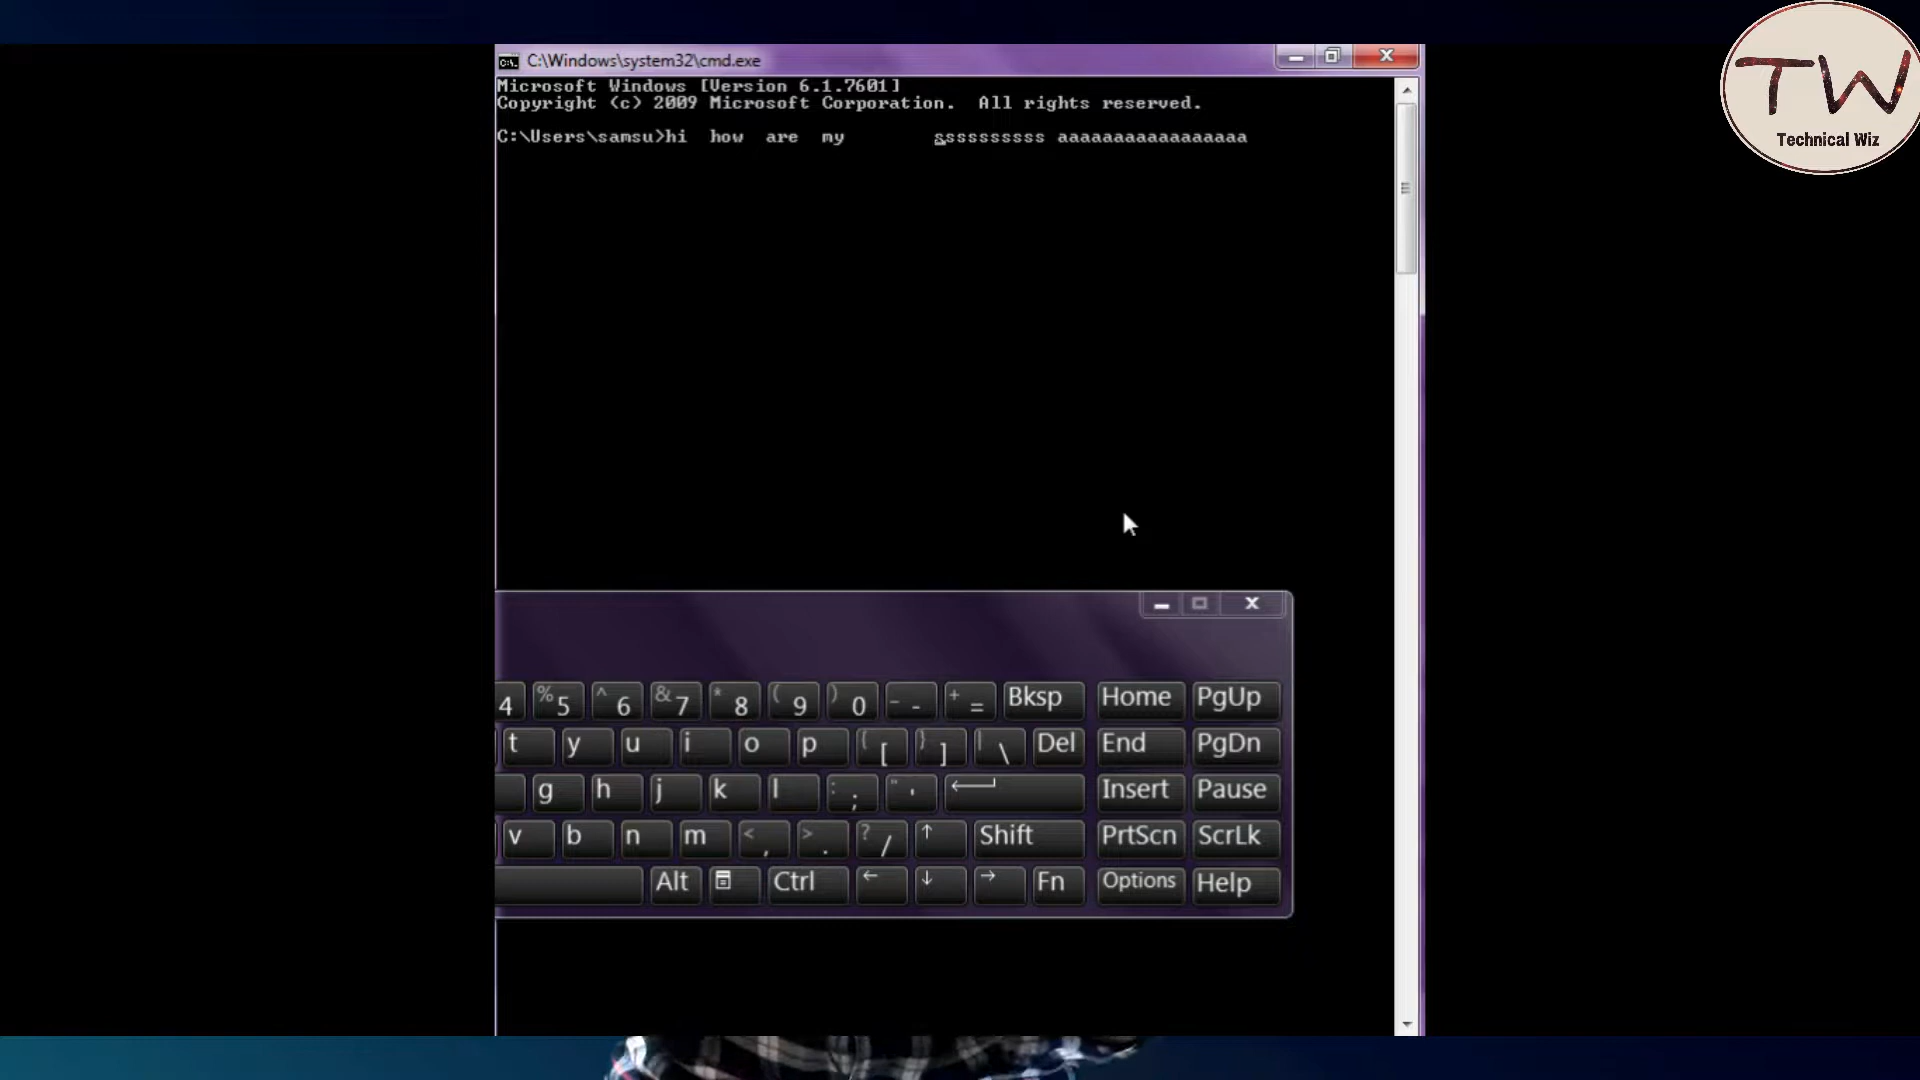 TW
Technical Wiz
C:\Windows\system32\cmd.exe
Microsoft Windows [Version 6.1.7601]
Copyright (c) 2009 Microsoft Corporation.  All rights reserved.
C:\Users\samsu>hi  how  are  my        ssssssssss aaaaaaaaaaaaaaaaa
4 % 5 ^ 6 & 7 * 8 ( 9 ) 0 _ - + = Bksp Home PgUp
t y u i o p { [ } ] | \ Del End PgDn
g h j k l : ; " ' Insert Pause
v b n m < , > . ? / ↑ Shift PrtScn ScrLk
Alt Ctrl ← ↓ → Fn Options Help